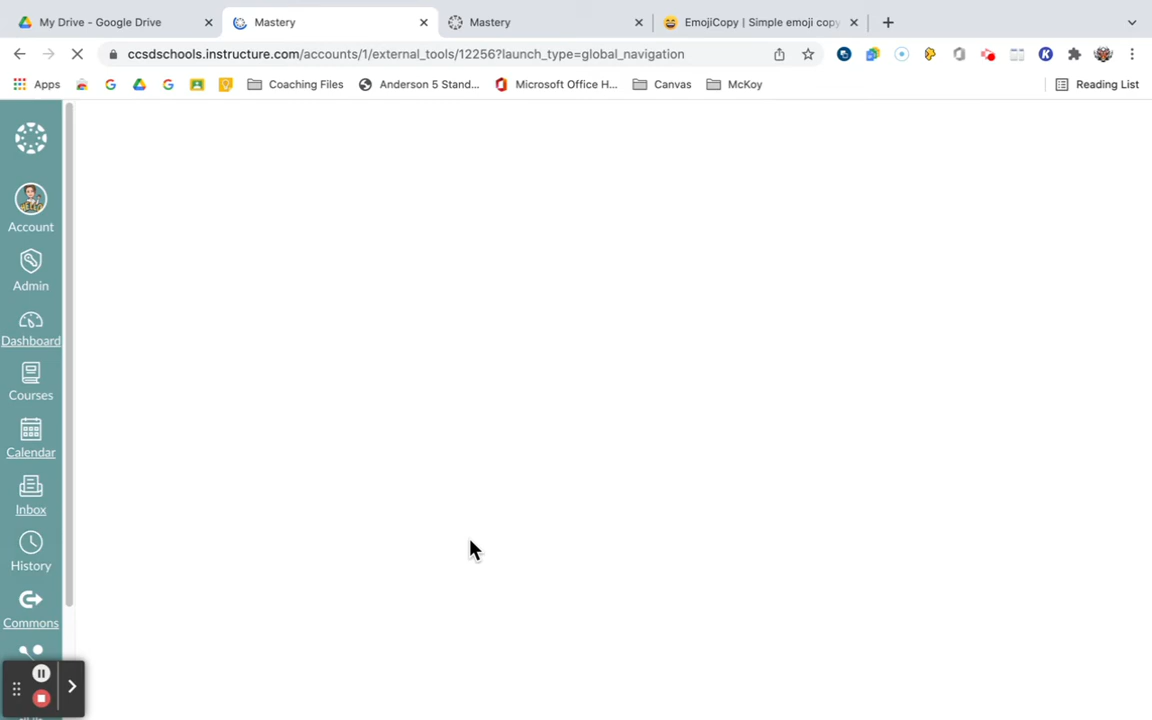 My Drive - Google Drive
Mastery
Mastery
EmojiCopy | Simple emoji copy
ccsdschools.instructure.com/accounts/1/external_tools/12256?launch_type=global_navigation
Apps
Coaching Files
Anderson 5 Stand...
Microsoft Office H...
Canvas
McKoy
Reading List
Account
Admin
Dashboard
Courses
Calendar
Inbox
History
Commons